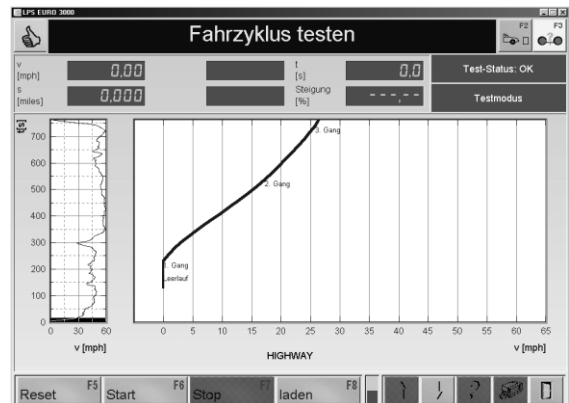 LPS EURO 3000
Fahrzyklus testen
F2
F3
v
[mph]
0,00
t
[s]
0,0
Test-Status: OK
s
[miles]
0,000
Steigung
[%]
---,--
Testmodus
t[s]
700
600
500
400
300
200
100
0
0 30 60
v [mph]
3. Gang
2. Gang
1. Gang
Leerlauf
0 5 10 15 20 25 30 35 40 45 50 55 60 65
HIGHWAY
v [mph]
Reset F5
Start F6
Stop F7
laden F8